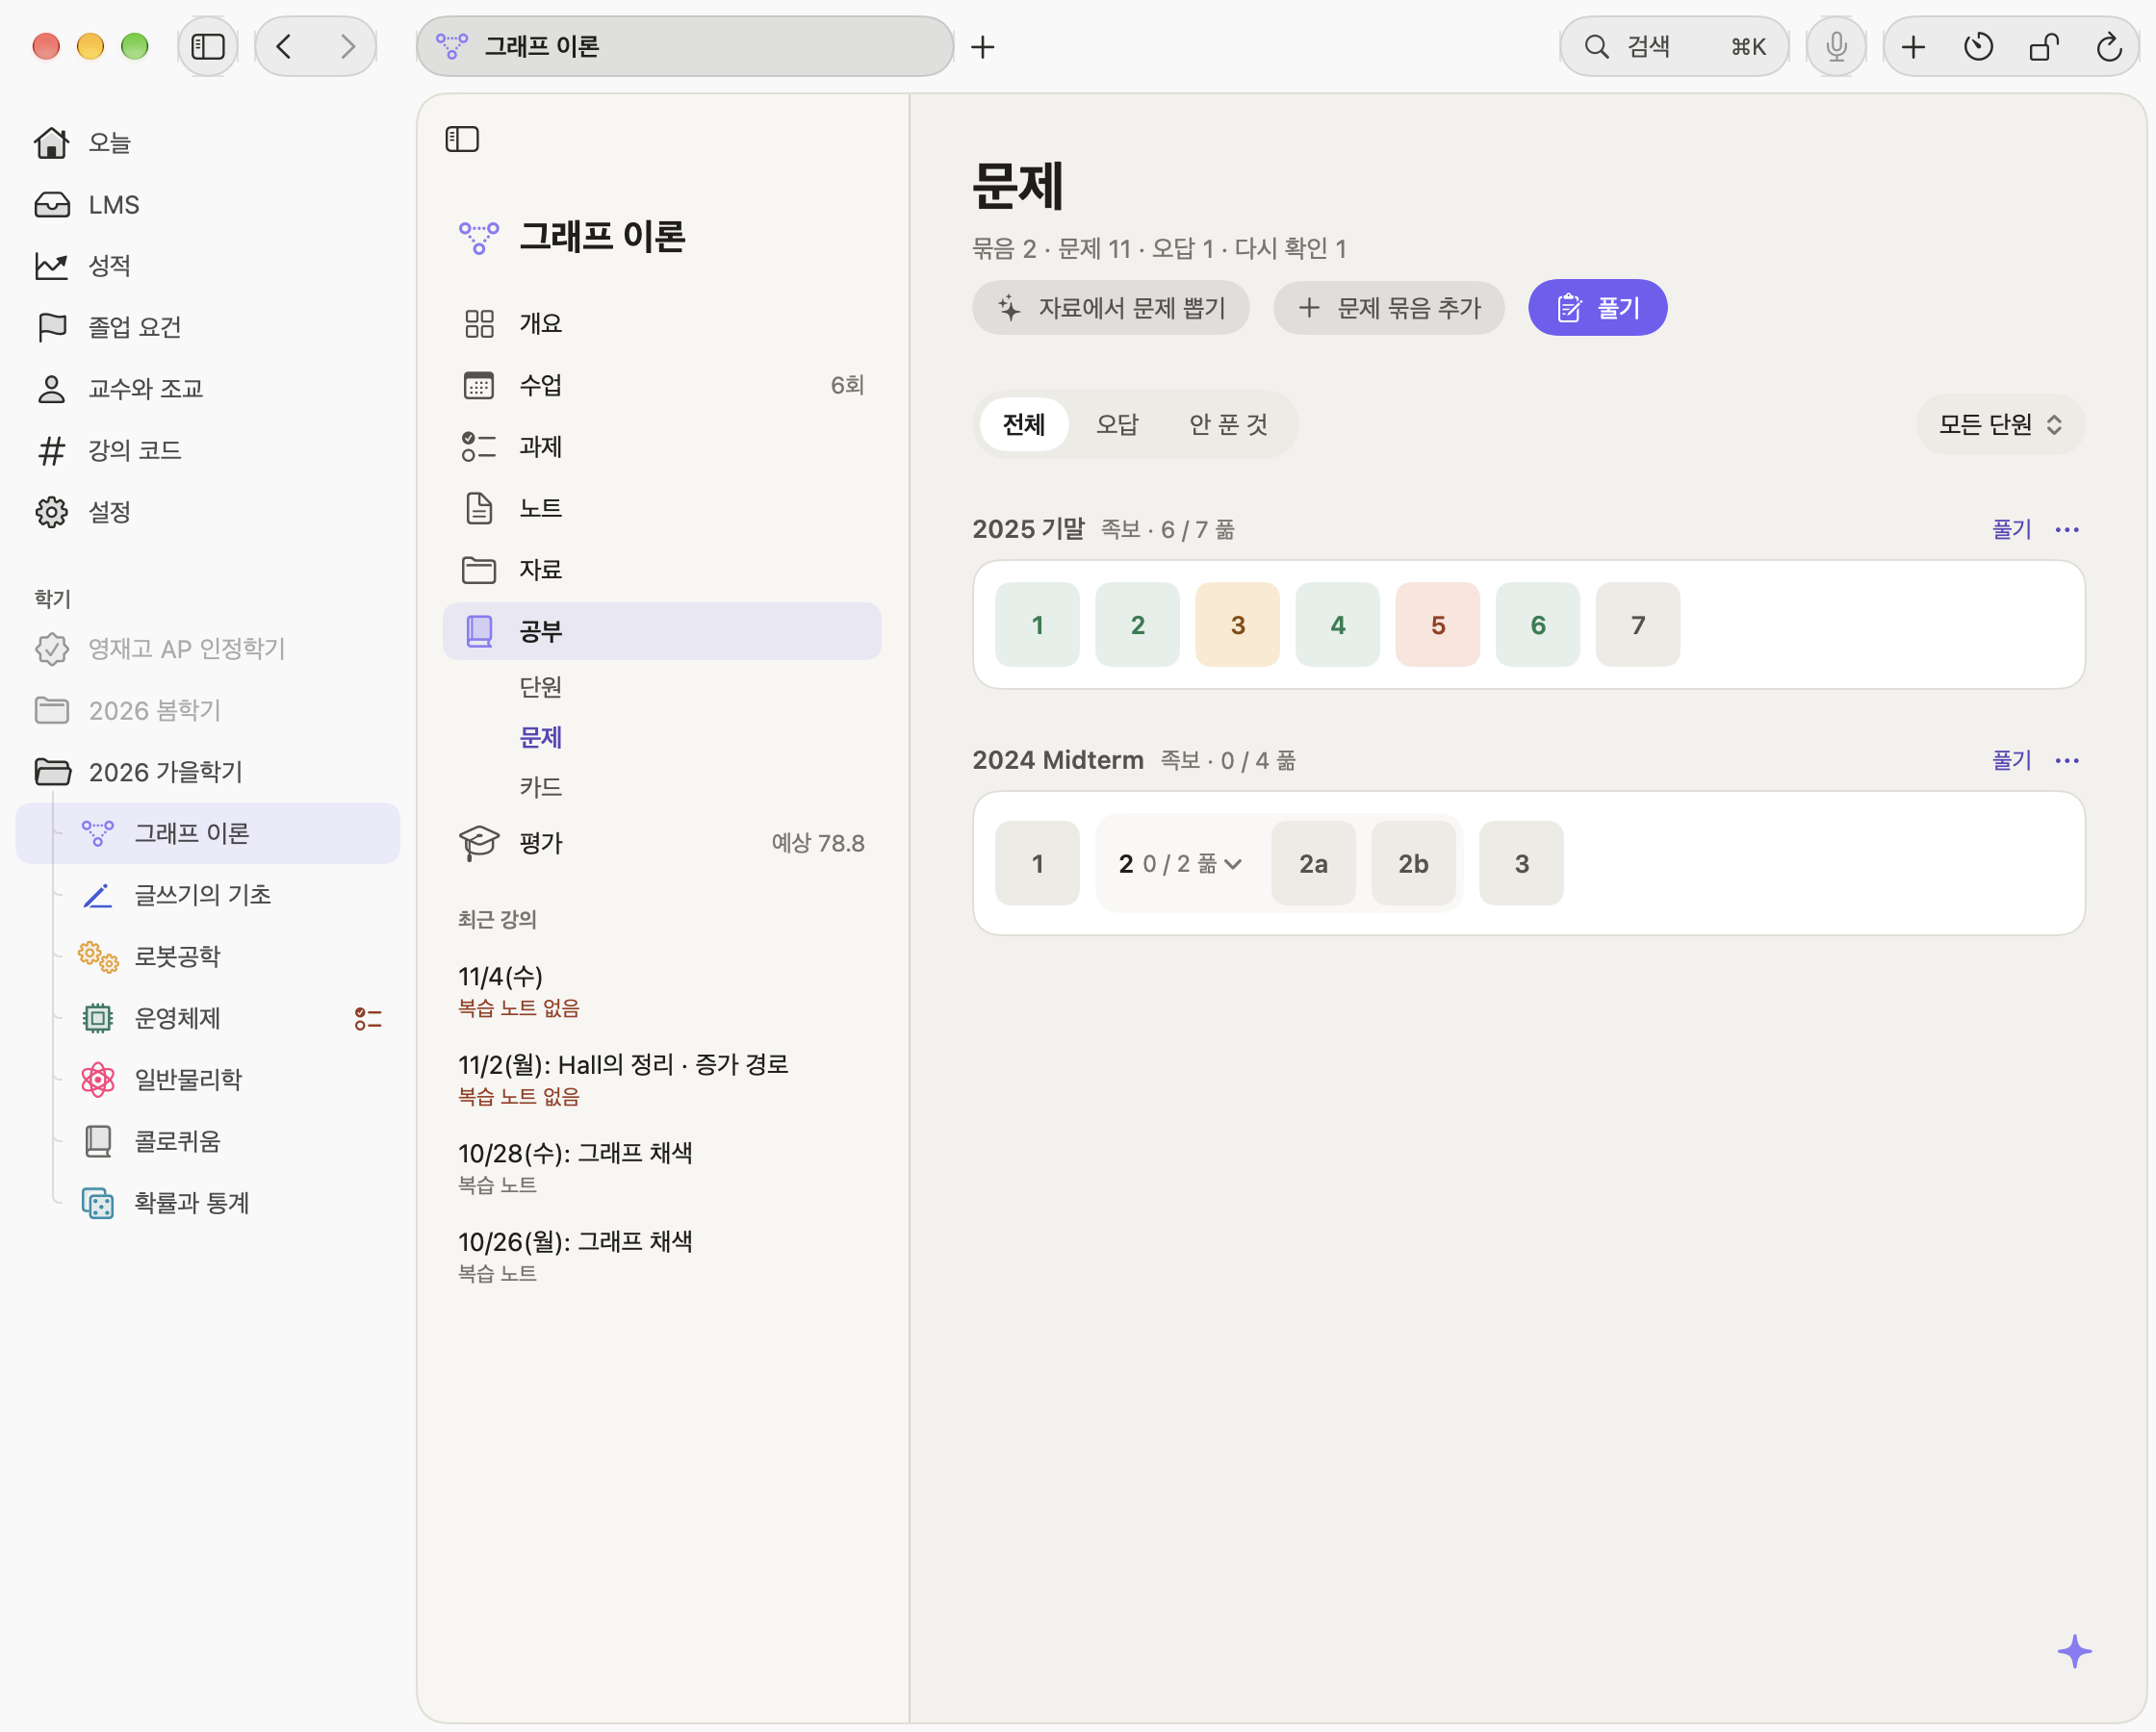 그래프 이론
검색 ⌘K
오늘
LMS
성적
졸업 요건
교수와 조교
강의 코드
설정
학기
영재고 AP 인정학기
2026 봄학기
2026 가을학기
그래프 이론
글쓰기의 기초
로봇공학
운영체제
일반물리학
콜로퀴움
확률과 통계
그래프 이론
개요
수업 6회
과제
노트
자료
공부
단원
문제
카드
평가 예상 78.8
최근 강의
11/4(수)
복습 노트 없음
11/2(월): Hall의 정리 · 증가 경로
복습 노트 없음
10/28(수): 그래프 채색
복습 노트
10/26(월): 그래프 채색
복습 노트
문제
묶음 2 · 문제 11 · 오답 1 · 다시 확인 1
자료에서 문제 뽑기 + 문제 묶음 추가 풀기
전체 오답 안 푼 것 모든 단원
2025 기말 족보 · 6 / 7 풂 풀기
1 2 3 4 5 6 7
2024 Midterm 족보 · 0 / 4 풂 풀기
1 2 0 / 2 풂 2a 2b 3